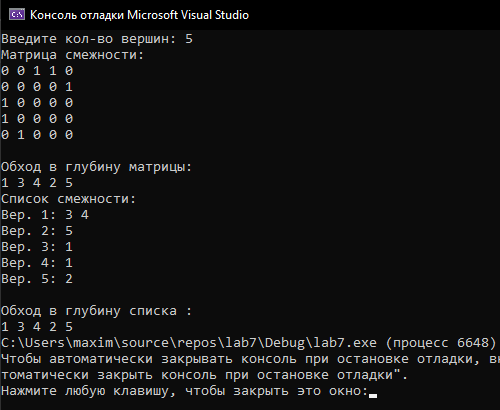 Консоль отладки Microsoft Visual Studio
Введите кол-во вершин: 5
Матрица смежности:
0 0 1 1 0
0 0 0 0 1
1 0 0 0 0
1 0 0 0 0
0 1 0 0 0
Обход в глубину матрицы:
1 3 4 2 5
Список смежности:
Вер. 1: 3 4
Вер. 2: 5
Вер. 3: 1
Вер. 4: 1
Вер. 5: 2
Обход в глубину списка :
1 3 4 2 5
C:\Users\maxim\source\repos\lab7\Debug\lab7.exe (процесс 6648)
Чтобы автоматически закрывать консоль при остановке отладки, вк
томатически закрыть консоль при остановке отладки".
Нажмите любую клавишу, чтобы закрыть это окно: